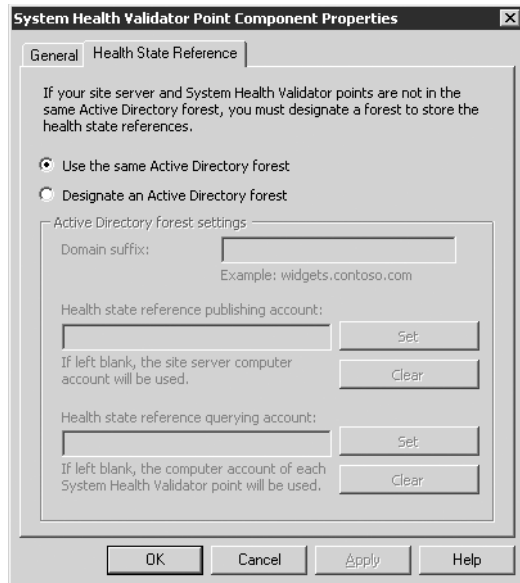 System Health Validator Point Component Properties
General
Health State Reference
If your site server and System Health Validator points are not in the
same Active Directory forest, you must designate a forest to store the
health state references.
Use the same Active Directory forest
Designate an Active Directory forest
Active Directory forest settings
Domain suffix:
Example: widgets.contoso.com
Health state reference publishing account:
Set
If left blank, the site server computer
account will be used.
Clear
Health state reference querying account:
Set
If left blank, the computer account of each
System Health Validator point will be used.
Clear
OK
Cancel
Apply
Help